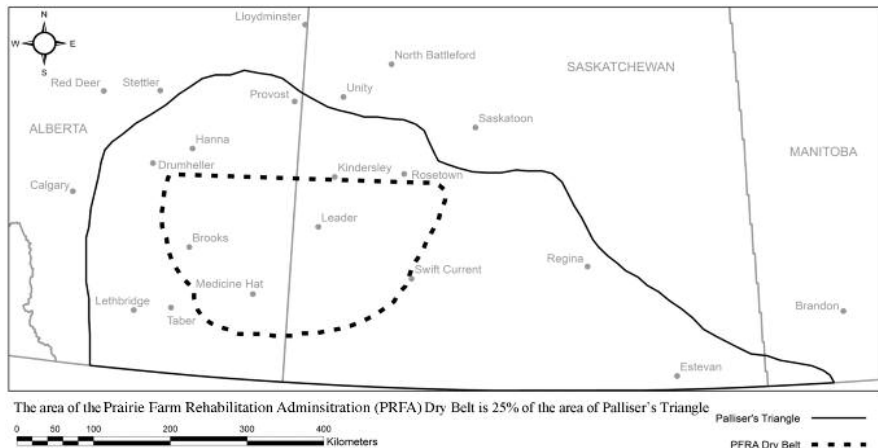 Lloydminster
N
W E
S
North Battleford
SASKATCHEWAN
Red Deer
Stettler
Provost
Unity
Saskatoon
ALBERTA
Hanna
MANITOBA
Drumheller
Kindersley
Rosetown
Calgary
Leader
Brooks
Regina
Swift Current
Medicine Hat
Lethbridge
Taber
Brandon
Estevan
The area of the Prairie Farm Rehabilitation Adminsitration (PRFA) Dry Belt is 25% of the area of Palliser's Triangle
Palliser's Triangle
0 50 100 200 300 400
Kilometers
PFRA Dry Belt